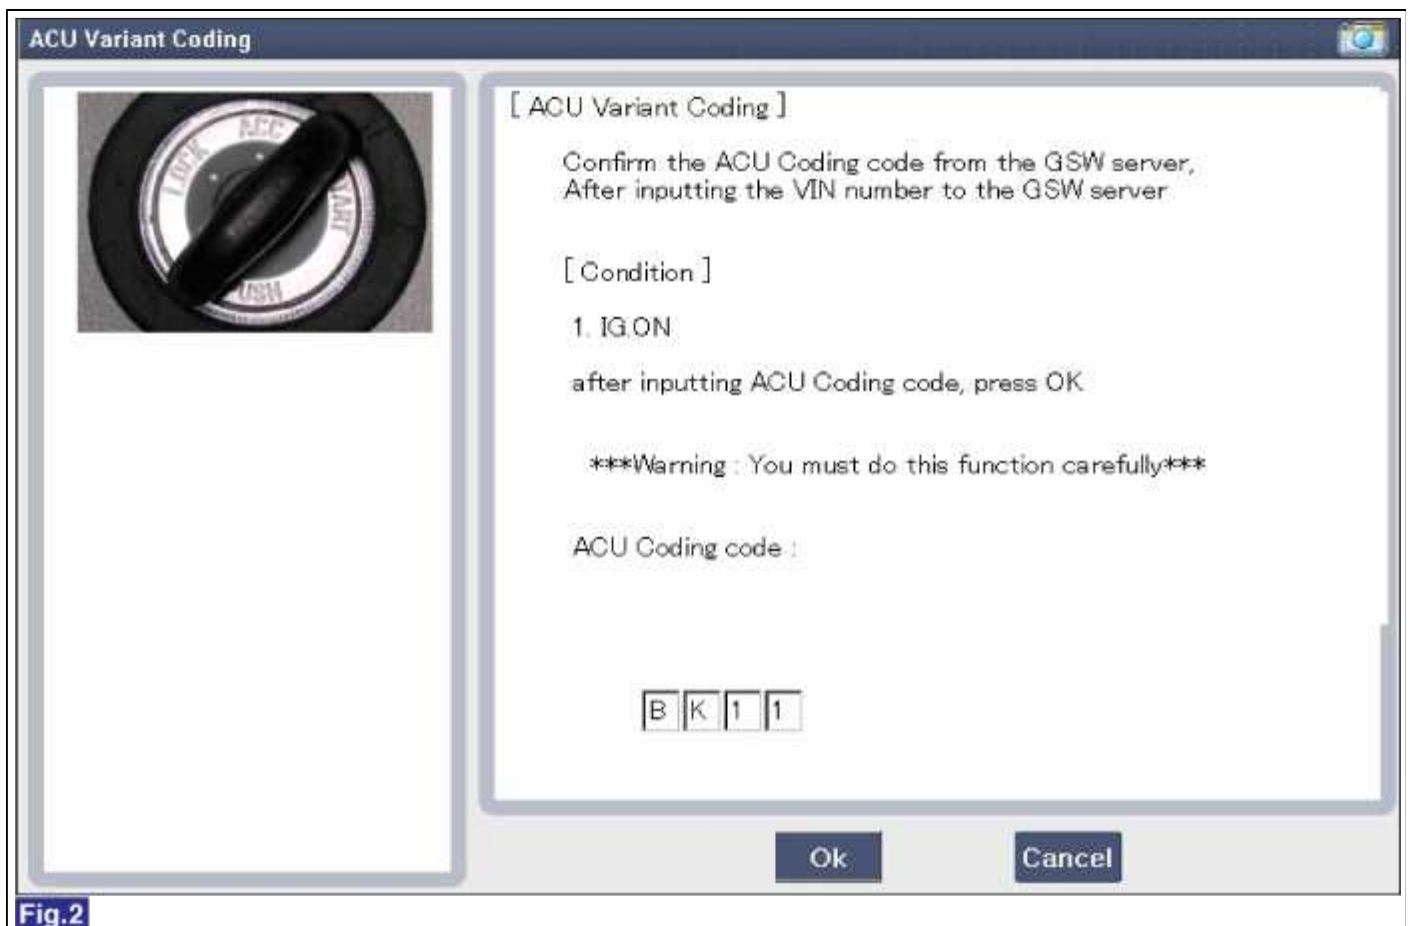 ACU Variant Coding
LOCK
ACC
START
PUSH
[ ACU Variant Coding ]
Confirm the ACU Coding code from the GSW server,
After inputting the VIN number to the GSW server
[ Condition ]
1. IG.ON
after inputting ACU Coding code, press OK
***Warning : You must do this function carefully***
ACU Coding code :
B K 1 1
Ok
Cancel
Fig.2